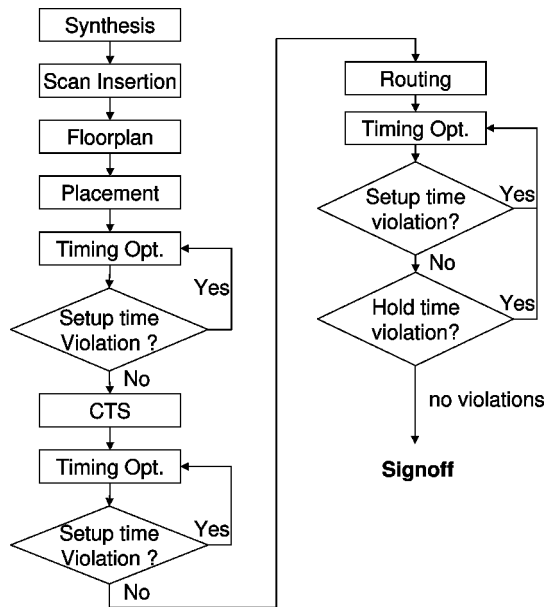 Synthesis
Scan Insertion
Floorplan
Placement
Timing Opt.
Yes
Setup time
Violation ?
No
CTS
Timing Opt.
Yes
Setup time
Violation ?
No
Routing
Timing Opt.
Yes
Setup time
violation?
No
Yes
Hold time
violation?
no violations
Signoff